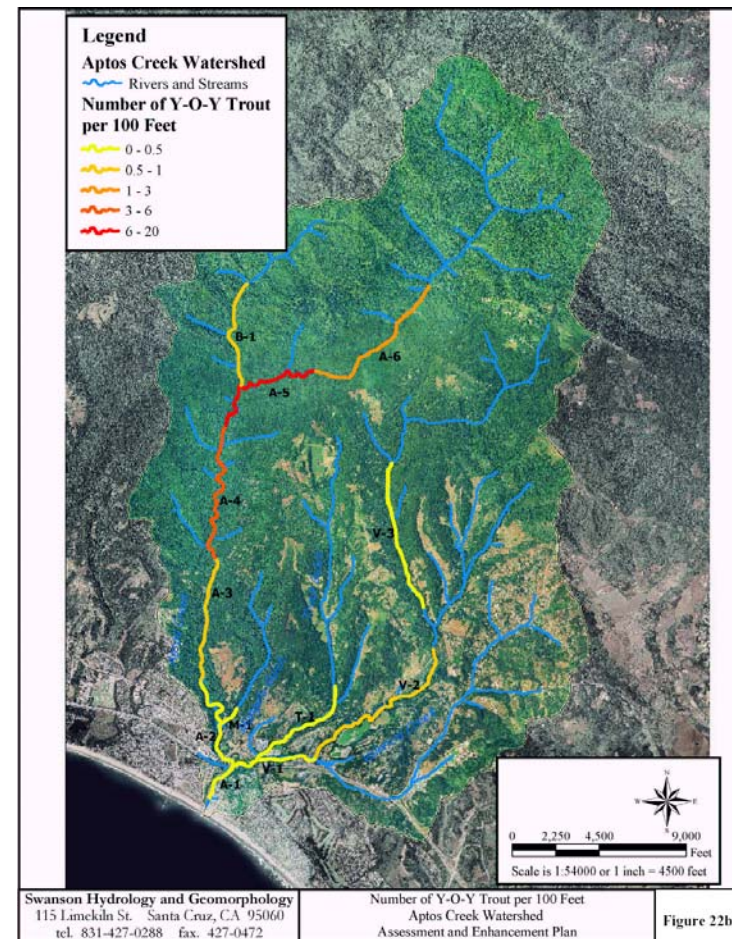 Legend
Aptos Creek Watershed
Rivers and Streams
Number of Y-O-Y Trout
per 100 Feet
0 - 0.5
0.5 - 1
1 - 3
3 - 6
6 - 20
B-1
A-6
A-5
A-4
V-3
A-3
V-2
T-1
M-1
A-2
V-1
A-1
N
W
E
S
0 2,250 4,500 9,000
Feet
Scale is 1:54000 or 1 inch = 4500 feet
Swanson Hydrology and Geomorphology
115 Limekiln St. Santa Cruz, CA 95060
tel. 831-427-0288 fax. 427-0472
Number of Y-O-Y Trout per 100 Feet
Aptos Creek Watershed
Assessment and Enhancement Plan
Figure 22b